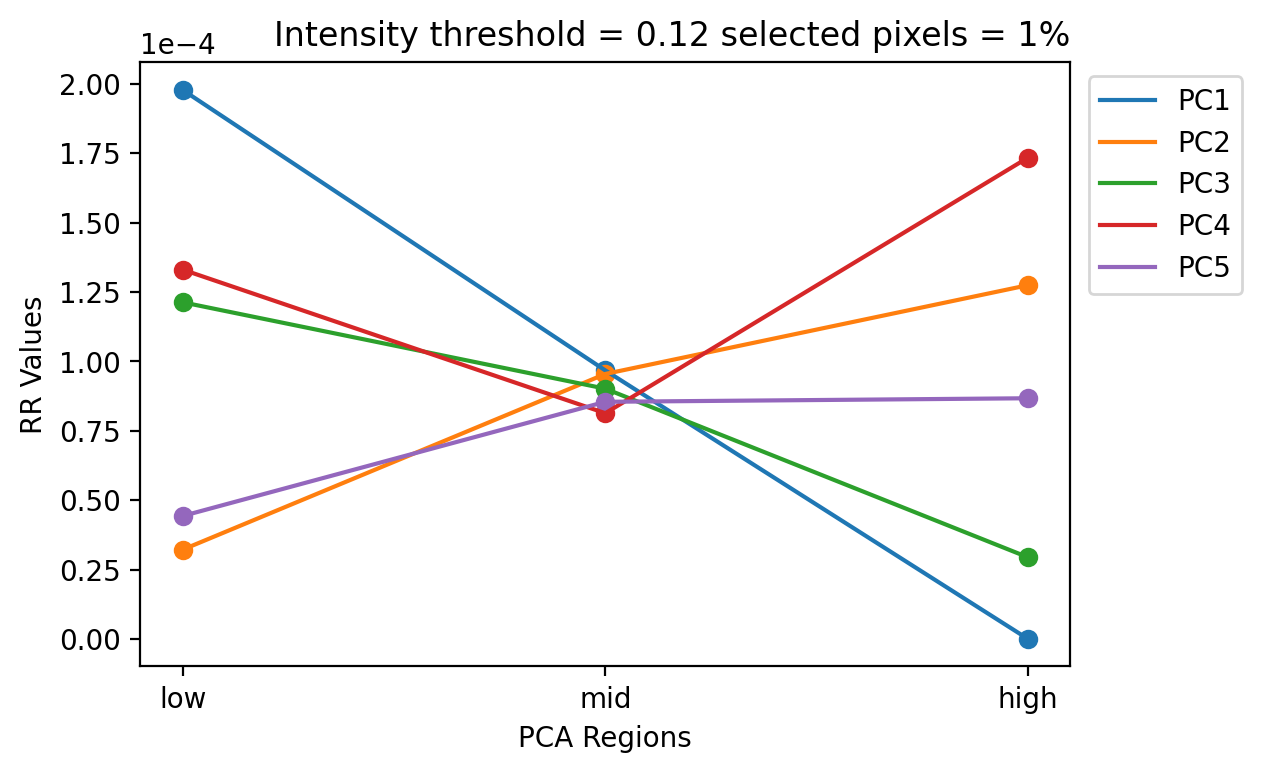 Intensity threshold = 0.12 selected pixels = 1%
1e−4
2.00
1.75
1.50
1.25
1.00
0.75
0.50
0.25
0.00
RR Values
low
mid
high
PCA Regions
PC1
PC2
PC3
PC4
PC5